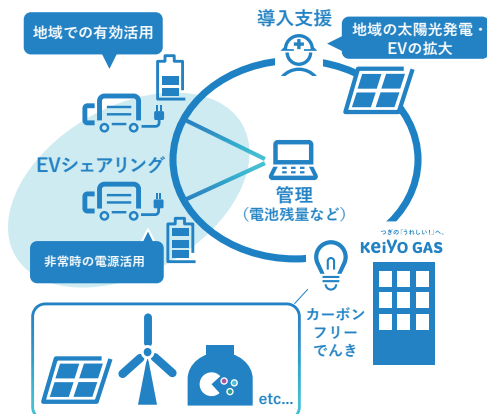 導入支援
地域での有効活用
地域の太陽光発電・
EVの拡大
EVシェアリング
管理
(電池残量など)
非常時の電源活用
つぎの「うれしい!」へ。
KeiYO GAS
カーボン
フリー
でんき
etc...